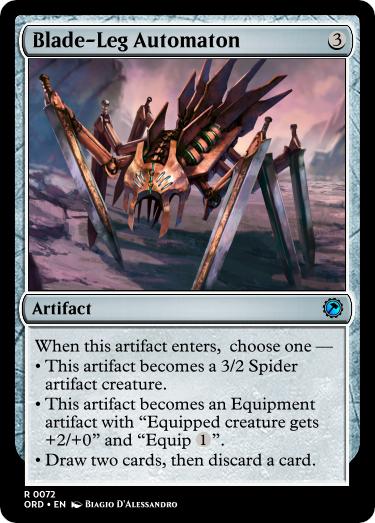 Blade-Leg Automaton 3
Artifact
When this artifact enters,  choose one —
• This artifact becomes a 3/2 Spider
artifact creature.
• This artifact becomes an Equipment
artifact with “Equipped creature gets
+2/+0” and “Equip 1”.
• Draw two cards, then discard a card.
R 0072
ORD • EN Biagio D'Alessandro